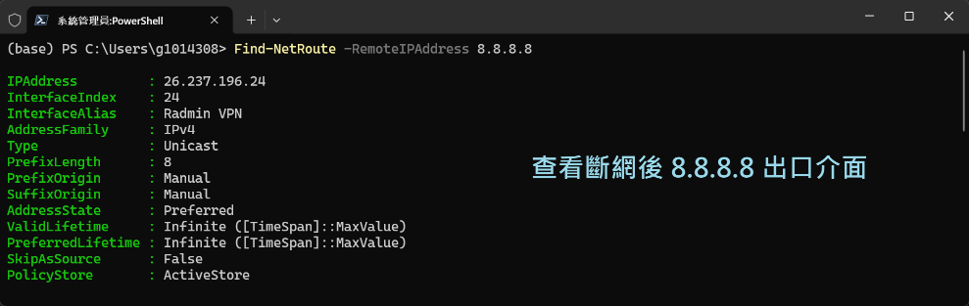 系統管理員:PowerShell
(base) PS C:\Users\g1014308> Find-NetRoute -RemoteIPAddress 8.8.8.8
IPAddress : 26.237.196.24
InterfaceIndex : 24
InterfaceAlias : Radmin VPN
AddressFamily : IPv4
Type : Unicast
PrefixLength : 8
PrefixOrigin : Manual
SuffixOrigin : Manual
AddressState : Preferred
ValidLifetime : Infinite ([TimeSpan]::MaxValue)
PreferredLifetime : Infinite ([TimeSpan]::MaxValue)
SkipAsSource : False
PolicyStore : ActiveStore
查看斷網後 8.8.8.8 出口介面